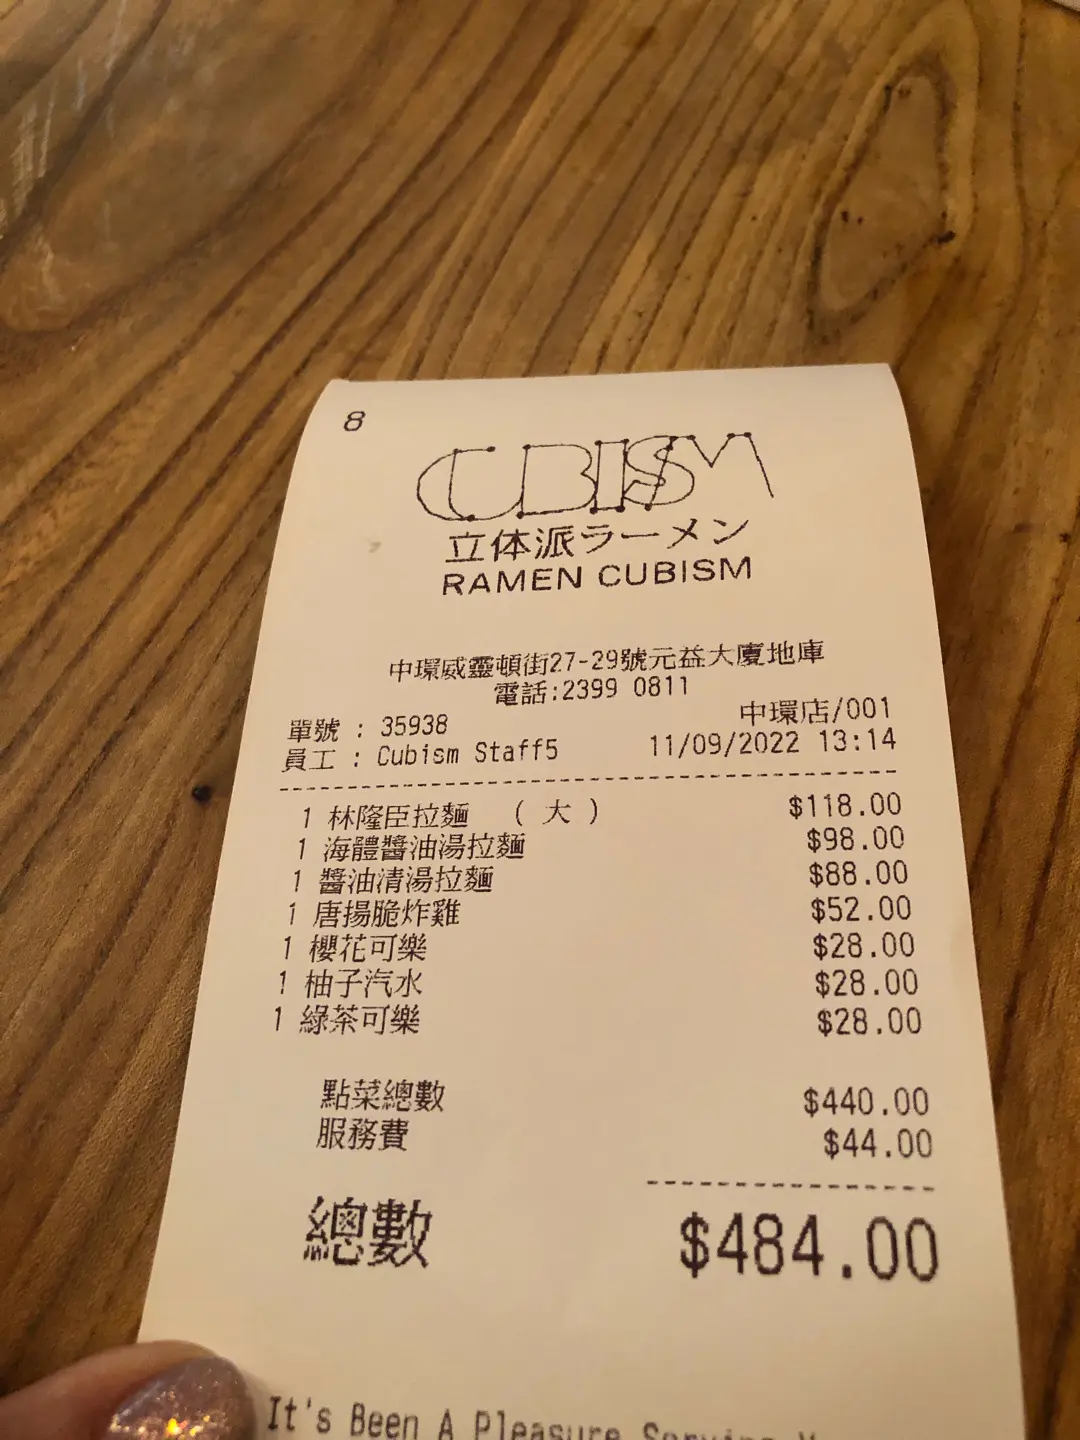 8
CUBISM
立体派ラーメン
RAMEN CUBISM
中環威靈頓街27-29號元益大廈地庫
電話:2399 0811
單號 : 35938 中環店/001
員工 : Cubism Staff5 11/09/2022 13:14
1 林隆臣拉麵 (大) $118.00
1 海體醬油湯拉麵 $98.00
1 醬油清湯拉麵 $88.00
1 唐揚脆炸雞 $52.00
1 櫻花可樂 $28.00
1 柚子汽水 $28.00
1 綠茶可樂 $28.00
點菜總數 $440.00
服務費 $44.00
總數 $484.00
It's Been A Pleasure Serving